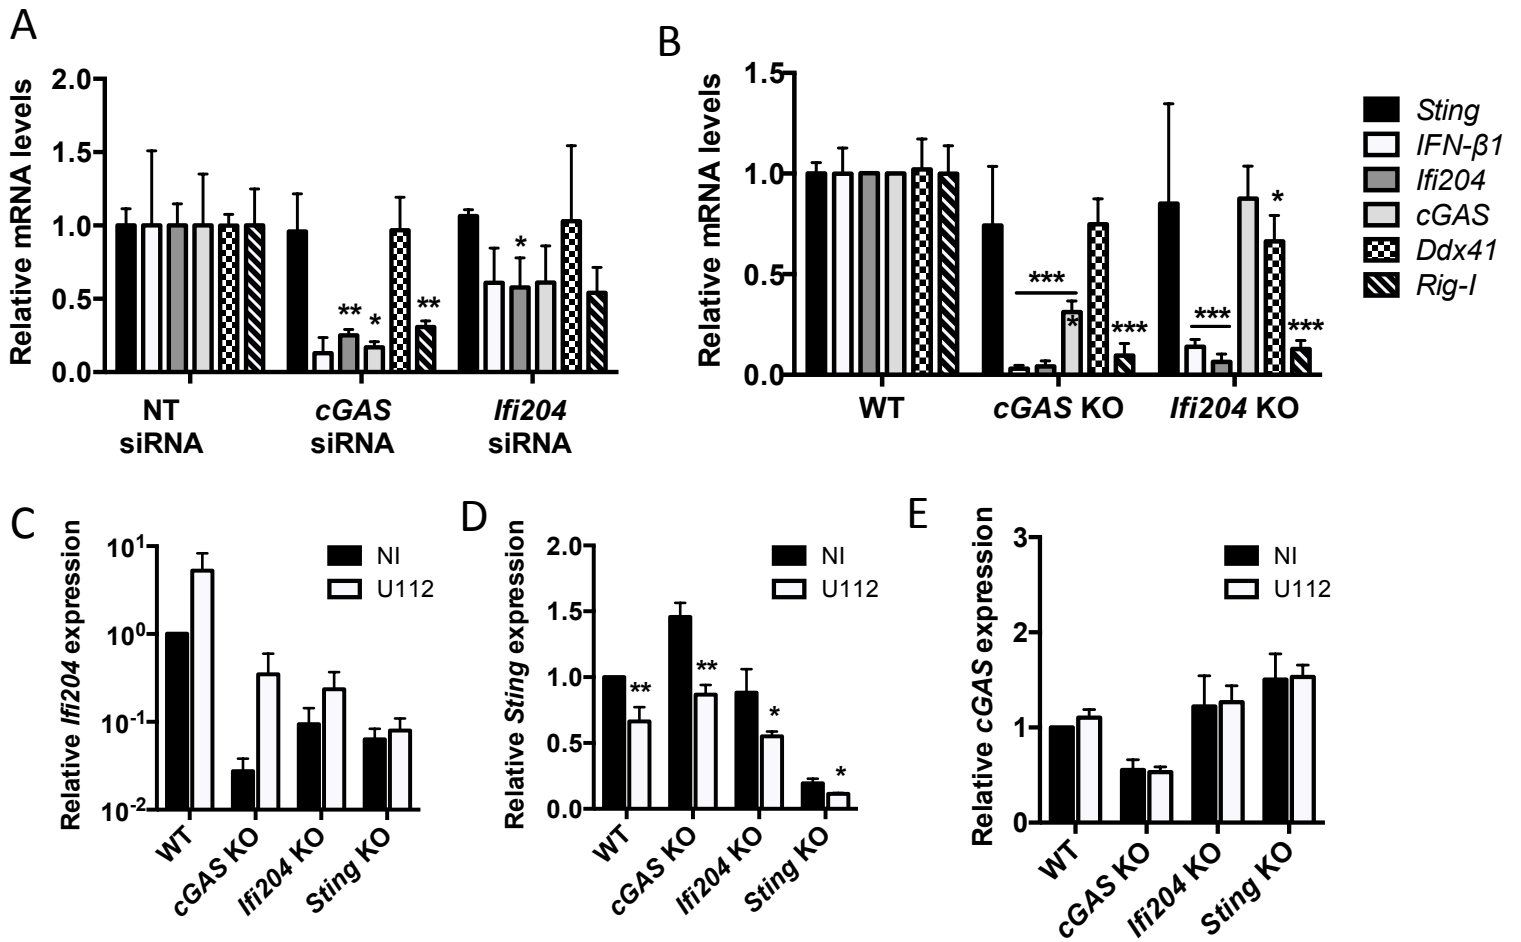 A
Relative mRNA levels
2.0
1.5
1.0
0.5
0.0
** * ** *
NT siRNA
cGAS siRNA
Ifi204 siRNA
B
Relative mRNA levels
1.5
1.0
0.5
0.0
*** * *** *** * ***
WT
cGAS KO
Ifi204 KO
Sting
IFN-β1
Ifi204
cGAS
Ddx41
Rig-I
C
Relative Ifi204 expression
10¹
10⁰
10⁻¹
10⁻²
NI
U112
WT
cGAS KO
Ifi204 KO
Sting KO
D
Relative Sting expression
2.0
1.5
1.0
0.5
0.0
NI
U112
** ** * *
WT
cGAS KO
Ifi204 KO
Sting KO
E
Relative cGAS expression
3
2
1
0
NI
U112
WT
cGAS KO
Ifi204 KO
Sting KO